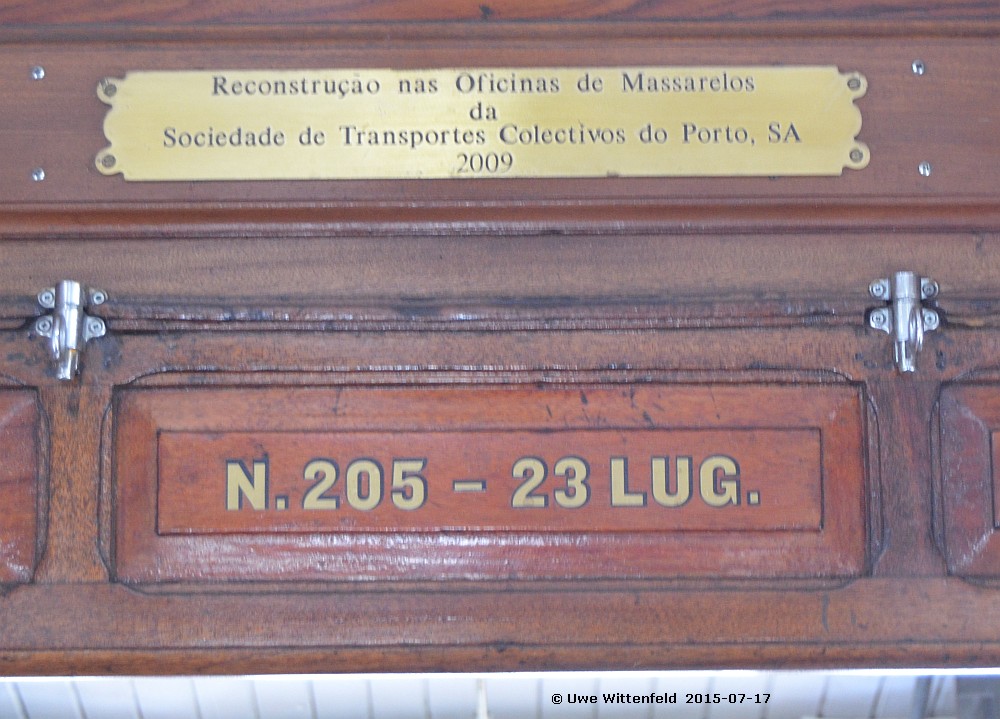 Reconstrução nas Oficinas de Massarelos
da
Sociedade de Transportes Colectivos do Porto, SA
2009
N. 205 - 23 LUG.
© Uwe Wittenfeld 2015-07-17